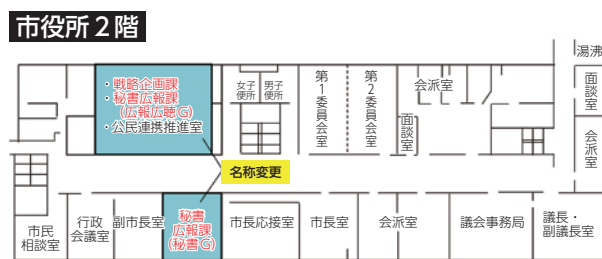 市役所２階
・戦略企画課
・秘書広報課
(広報広聴Ｇ)
・公民連携推進室
女子
便所
男子
便所
第１委員会室
第２委員会室
会派室
面談室
湯沸
面談室
会派室
名称変更
市民
相談室
行政
会議室
副市長室
秘書
広報課
(秘書Ｇ)
市長応接室
市長室
会派室
議会事務局
議長・
副議長室